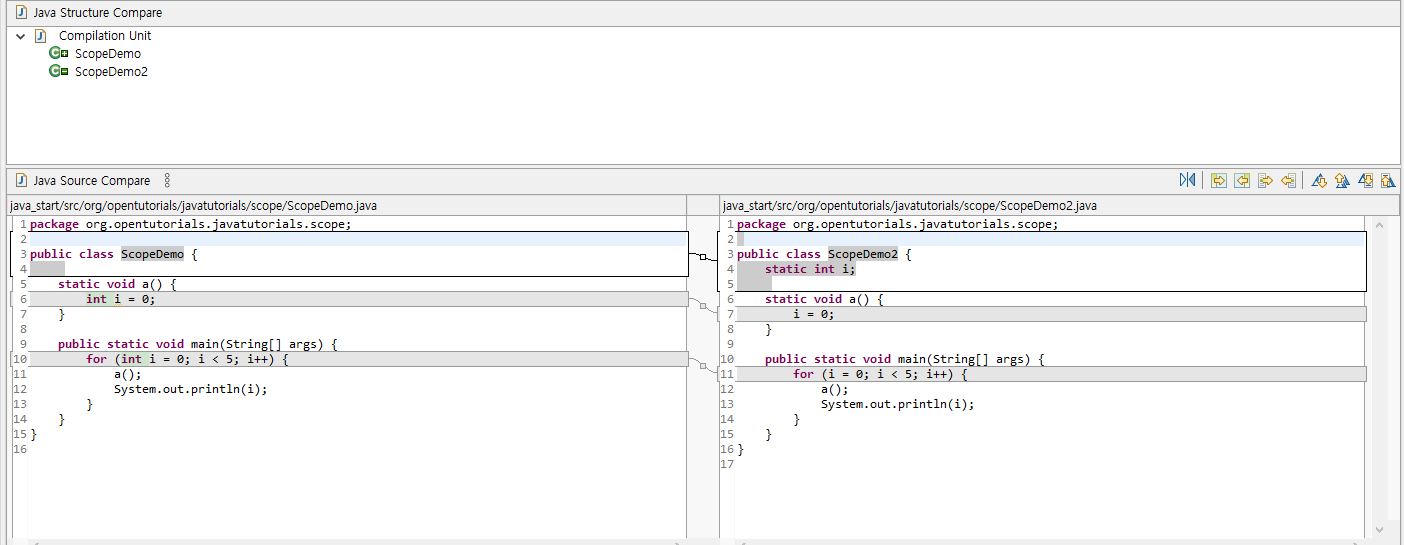 Java Structure Compare
Compilation Unit
ScopeDemo
ScopeDemo2
Java Source Compare
java_start/src/org/opentutorials/javatutorials/scope/ScopeDemo.java
1 package org.opentutorials.javatutorials.scope;
2
3 public class ScopeDemo {
4
5     static void a() {
6         int i = 0;
7     }
8
9     public static void main(String[] args) {
10         for (int i = 0; i < 5; i++) {
11             a();
12             System.out.println(i);
13         }
14     }
15 }
16
java_start/src/org/opentutorials/javatutorials/scope/ScopeDemo2.java
1 package org.opentutorials.javatutorials.scope;
2
3 public class ScopeDemo2 {
4     static int i;
5
6     static void a() {
7         i = 0;
8     }
9
10     public static void main(String[] args) {
11         for (i = 0; i < 5; i++) {
12             a();
13             System.out.println(i);
14         }
15     }
16 }
17